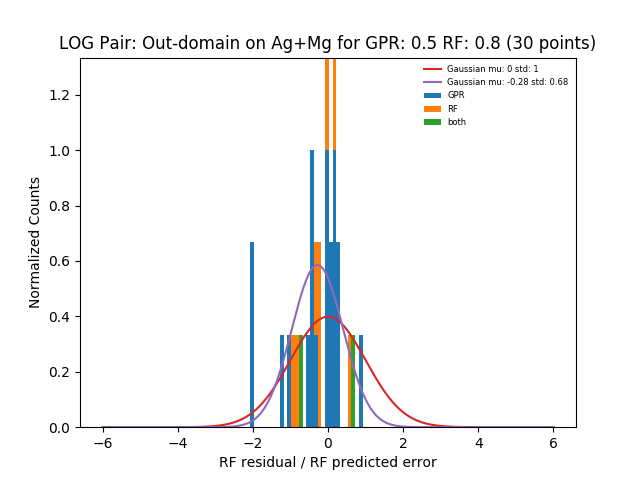 LOG Pair: Out-domain on Ag+Mg for GPR: 0.5 RF: 0.8 (30 points)
Gaussian mu: 0 std: 1
Gaussian mu: -0.28 std: 0.68
GPR
RF
both
Normalized Counts
1.2
1.0
0.8
0.6
0.4
0.2
0.0
−6 −4 −2 0 2 4 6
RF residual / RF predicted error